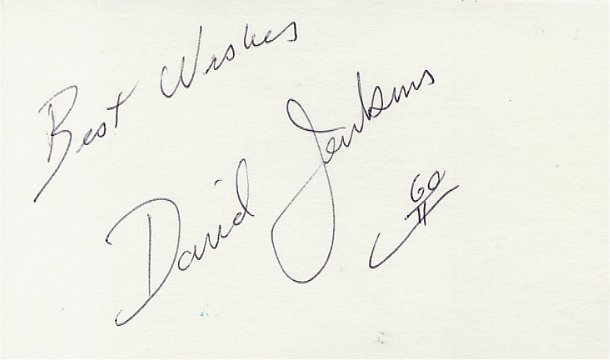 Best Wishes
David Jenkins
60